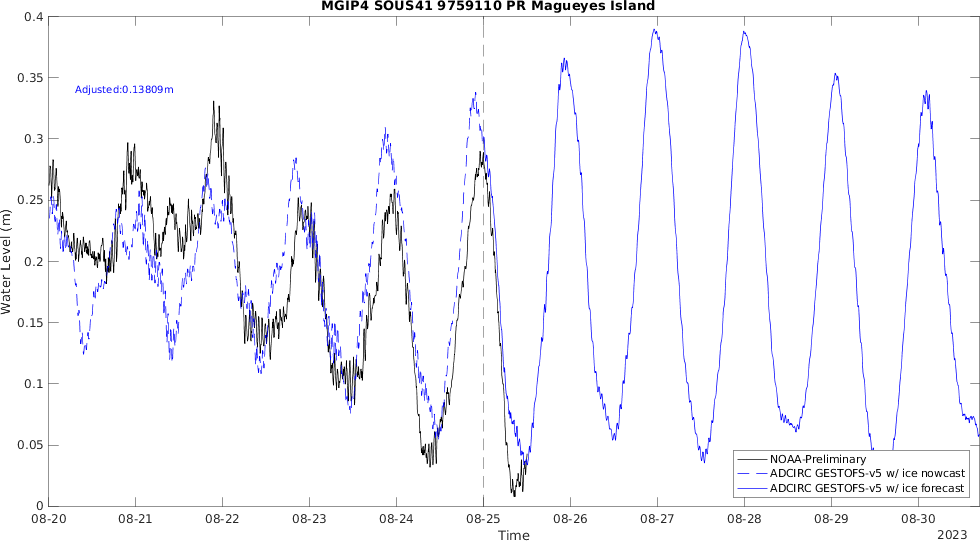 MGIP4 SOUS41 9759110 PR Magueyes Island
0.4
0.35
0.3
0.25
0.2
0.15
0.1
0.05
0
Water Level (m)
Adjusted:0.13809m
NOAA-Preliminary
ADCIRC GESTOFS-v5 w/ ice nowcast
ADCIRC GESTOFS-v5 w/ ice forecast
08-20 08-21 08-22 08-23 08-24 08-25 08-26 08-27 08-28 08-29 08-30
Time
2023